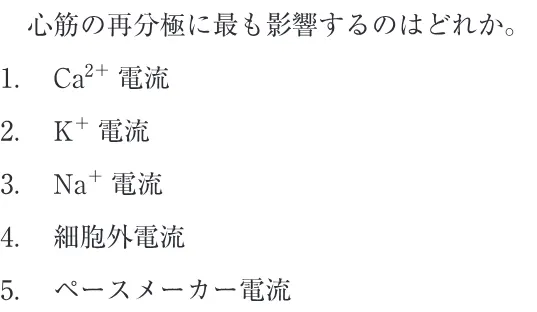 心筋の再分極に最も影響するのはどれか。
1. Ca²⁺ 電流
2. K⁺ 電流
3. Na⁺ 電流
4. 細胞外電流
5. ペースメーカー電流